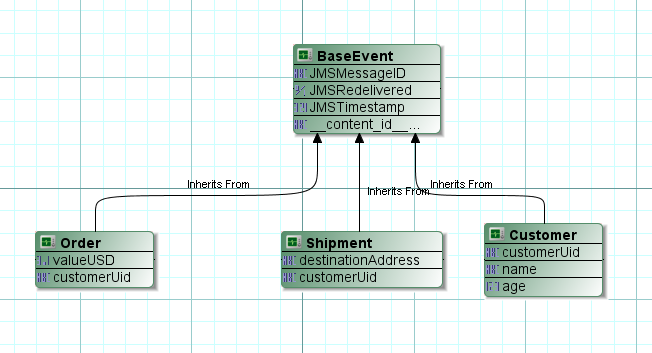 BaseEvent
JMSMessageID
JMSRedelivered
JMSTimestamp
__content_id__...
Inherits From
Inherits From
Inherits From
Order
valueUSD
customerUid
Shipment
destinationAddress
customerUid
Customer
customerUid
name
age